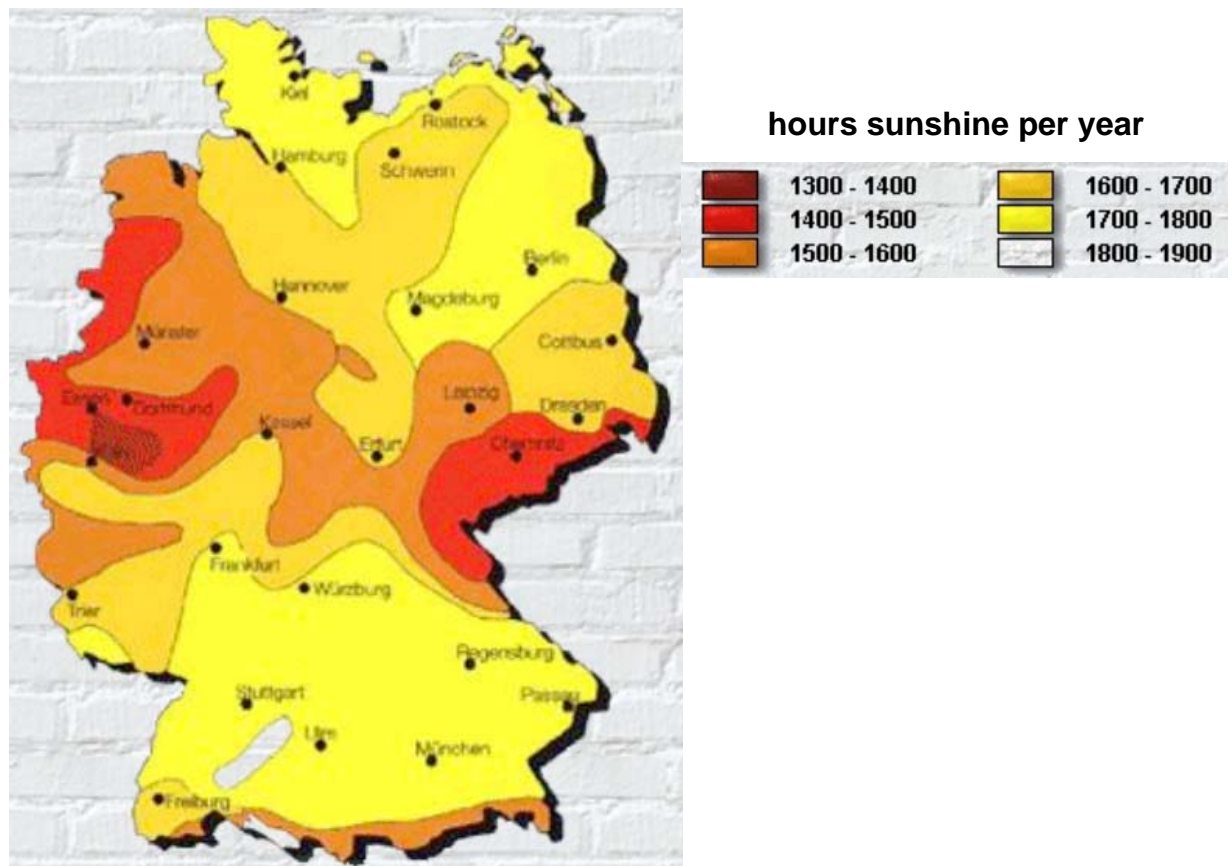 hours sunshine per year
1300 - 1400
1400 - 1500
1500 - 1600
1600 - 1700
1700 - 1800
1800 - 1900
Kiel
Rostock
Hamburg
Schwerin
Berlin
Hannover
Magdeburg
Münster
Cottbus
Essen
Dortmund
Leipzig
Dresden
Kassel
Erfurt
Chemnitz
Frankfurt
Würzburg
Trier
Regensburg
Stuttgart
Passau
Ulm
München
Freiburg